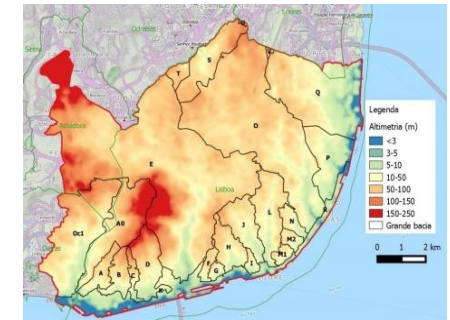 Loures
Odivelas
Sintra
Amadora
Lisboa
Oeiras
U
S
T
Q
O
P
E
R
Oc1
A0
A
B
C
D
K
F
G
H
I
J
L
N
M2
M1
Legenda
Altimetria (m)
<3
3-5
5-10
10-50
50-100
100-150
150-250
Grande bacia
0 1 2 km